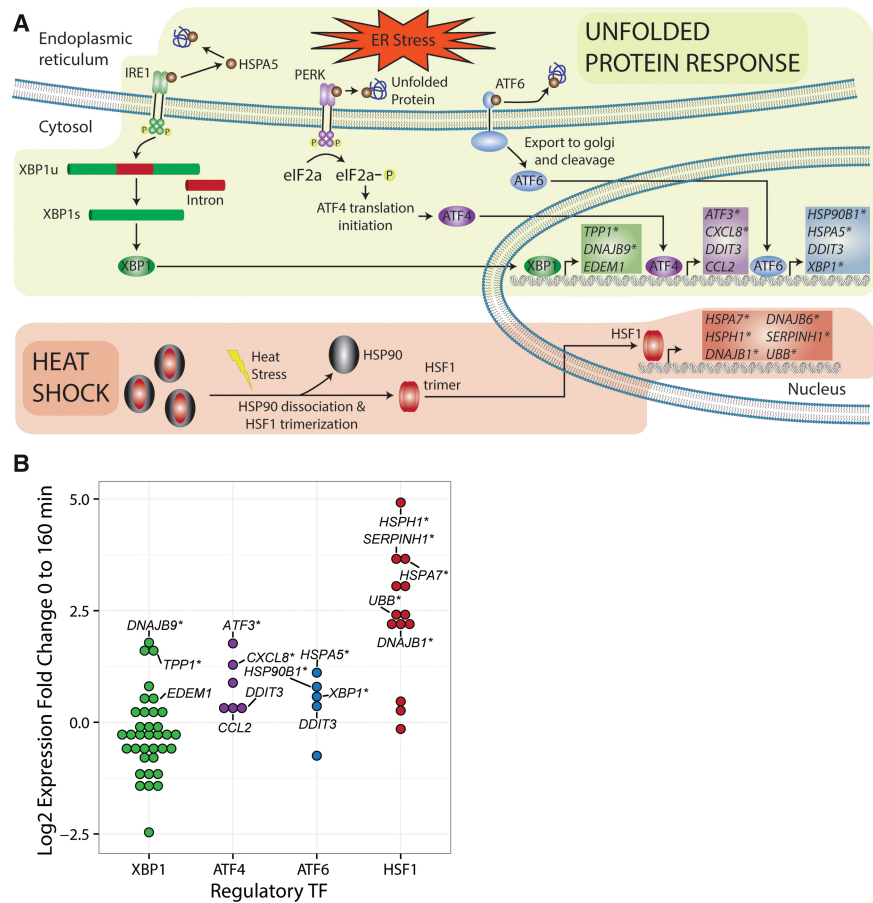 A
Endoplasmic
reticulum
ER Stress
UNFOLDED
PROTEIN RESPONSE
IRE1
HSPA5
PERK
Unfolded
Protein
ATF6
Cytosol
P P
P P
Export to golgi
and cleavage
XBP1u
Intron
eIF2a eIF2a-P
ATF6
XBP1s
ATF4 translation
initiation
ATF4
XBP1
XBP1
TPP1*
DNAJB9*
EDEM1
ATF4
ATF3*
CXCL8*
DDIT3
CCL2
ATF6
HSP90B1*
HSPA5*
DDIT3
XBP1*
HEAT
SHOCK
Heat
Stress
HSP90
HSP90 dissociation &
HSF1 trimerization
HSF1
trimer
HSF1
HSPA7* DNAJB6*
HSPH1* SERPINH1*
DNAJB1* UBB*
Nucleus
B
Log2 Expression Fold Change 0 to 160 min
5.0
2.5
0.0
−2.5
DNAJB9*
TPP1*
EDEM1
ATF3*
CXCL8*
DDIT3
CCL2
HSPA5*
HSP90B1*
XBP1*
DDIT3
HSPH1*
SERPINH1*
HSPA7*
UBB*
DNAJB1*
XBP1 ATF4 ATF6 HSF1
Regulatory TF